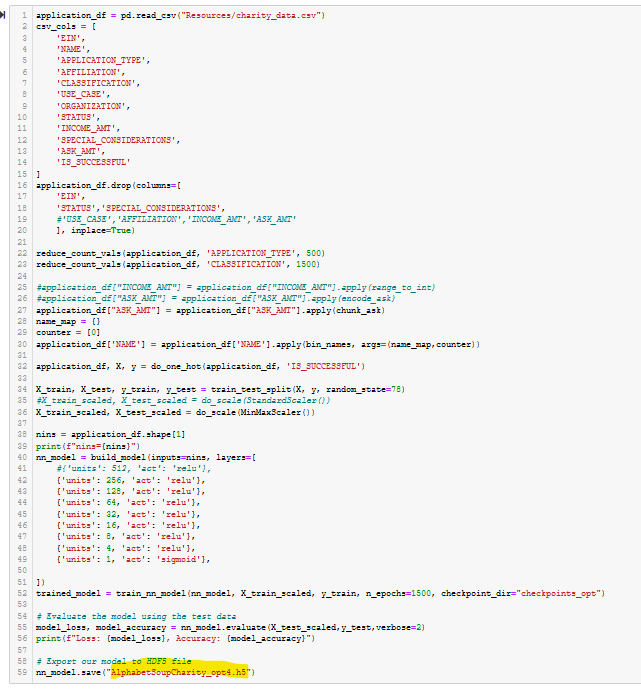 1 application_df = pd.read_csv("Resources/charity_data.csv")
2 csv_cols = [
3 'EIN',
4 'NAME',
5 'APPLICATION_TYPE',
6 'AFFILIATION',
7 'CLASSIFICATION',
8 'USE_CASE',
9 'ORGANIZATION',
10 'STATUS',
11 'INCOME_AMT',
12 'SPECIAL_CONSIDERATIONS',
13 'ASK_AMT',
14 'IS_SUCCESSFUL'
15 ]
16 application_df.drop(columns=[
17 'EIN',
18 'STATUS','SPECIAL_CONSIDERATIONS',
19 #'USE_CASE','AFFILIATION','INCOME_AMT','ASK_AMT'
20 ], inplace=True)
21
22 reduce_count_vals(application_df, 'APPLICATION_TYPE', 500)
23 reduce_count_vals(application_df, 'CLASSIFICATION', 1500)
24
25 #application_df["INCOME_AMT"] = application_df["INCOME_AMT"].apply(range_to_int)
26 #application_df["ASK_AMT"] = application_df["ASK_AMT"].apply(encode_ask)
27 application_df["ASK_AMT"] = application_df["ASK_AMT"].apply(chunk_ask)
28 name_map = {}
29 counter = [0]
30 application_df['NAME'] = application_df['NAME'].apply(bin_names, args=(name_map,counter))
31
32 application_df, X, y = do_one_hot(application_df, 'IS_SUCCESSFUL')
33
34 X_train, X_test, y_train, y_test = train_test_split(X, y, random_state=78)
35 #X_train_scaled, X_test_scaled = do_scale(StandardScaler())
36 X_train_scaled, X_test_scaled = do_scale(MinMaxScaler())
37
38 nins = application_df.shape[1]
39 print(f"nins={nins}")
40 nn_model = build_model(inputs=nins, layers=[
41 #{'units': 512, 'act': 'relu'},
42 {'units': 256, 'act': 'relu'},
43 {'units': 128, 'act': 'relu'},
44 {'units': 64, 'act': 'relu'},
45 {'units': 32, 'act': 'relu'},
46 {'units': 16, 'act': 'relu'},
47 {'units': 8, 'act': 'relu'},
48 {'units': 4, 'act': 'relu'},
49 {'units': 1, 'act': 'sigmoid'},
50
51 ])
52 trained_model = train_nn_model(nn_model, X_train_scaled, y_train, n_epochs=1500, checkpoint_dir="checkpoints_opt")
53
54 # Evaluate the model using the test data
55 model_loss, model_accuracy = nn_model.evaluate(X_test_scaled,y_test,verbose=2)
56 print(f"Loss: {model_loss}, Accuracy: {model_accuracy}")
57
58 # Export our model to HDF5 file
59 nn_model.save("AlphabetSoupCharity_opt4.h5")